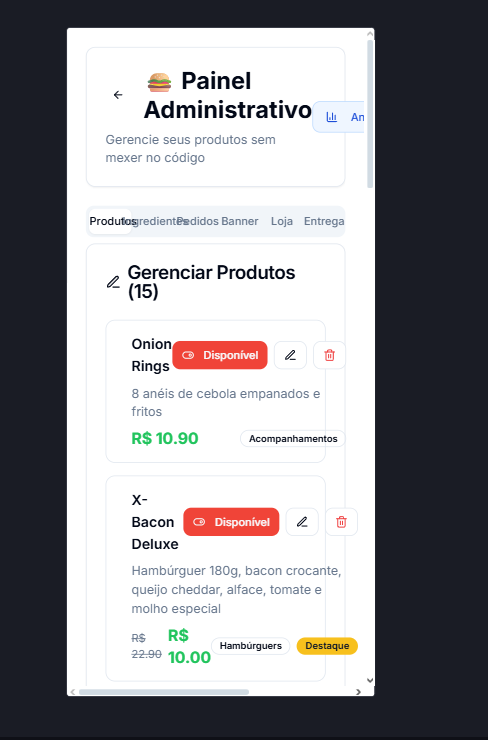 Painel
Administrativo
An
Gerencie seus produtos sem
mexer no código
Produtos Ingredientes Pedidos Banner Loja Entrega
Gerenciar Produtos
(15)
Onion
Rings
Disponível
8 anéis de cebola empanados e
fritos
R$ 10.90
Acompanhamentos
X-
Bacon
Deluxe
Disponível
Hambúrguer 180g, bacon crocante,
queijo cheddar, alface, tomate e
molho especial
R$
22.90
R$
10.00
Hambúrguers
Destaque